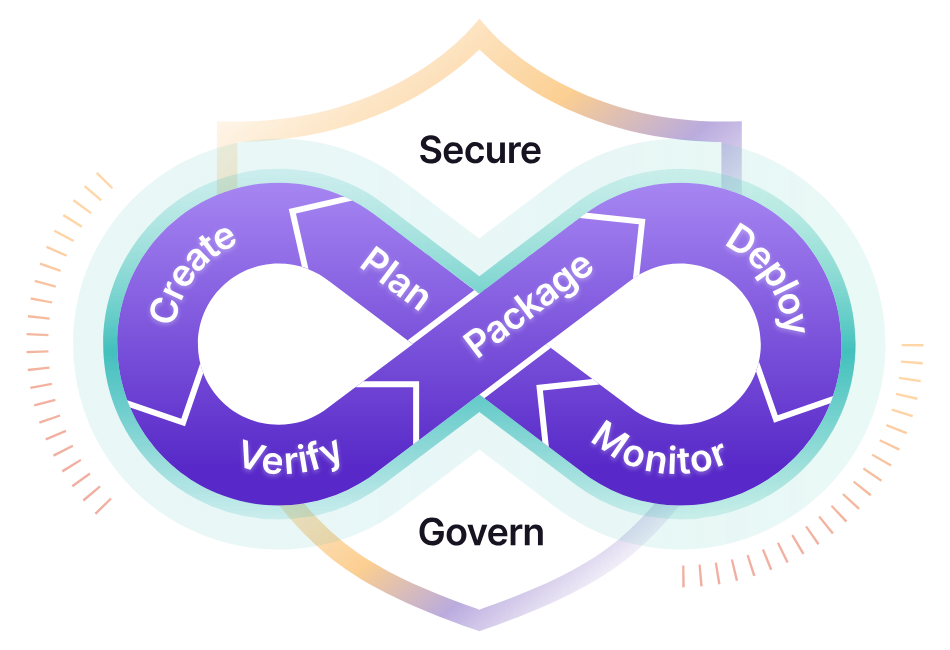 Secure
Plan
Create
Verify
Package
Deploy
Monitor
Govern